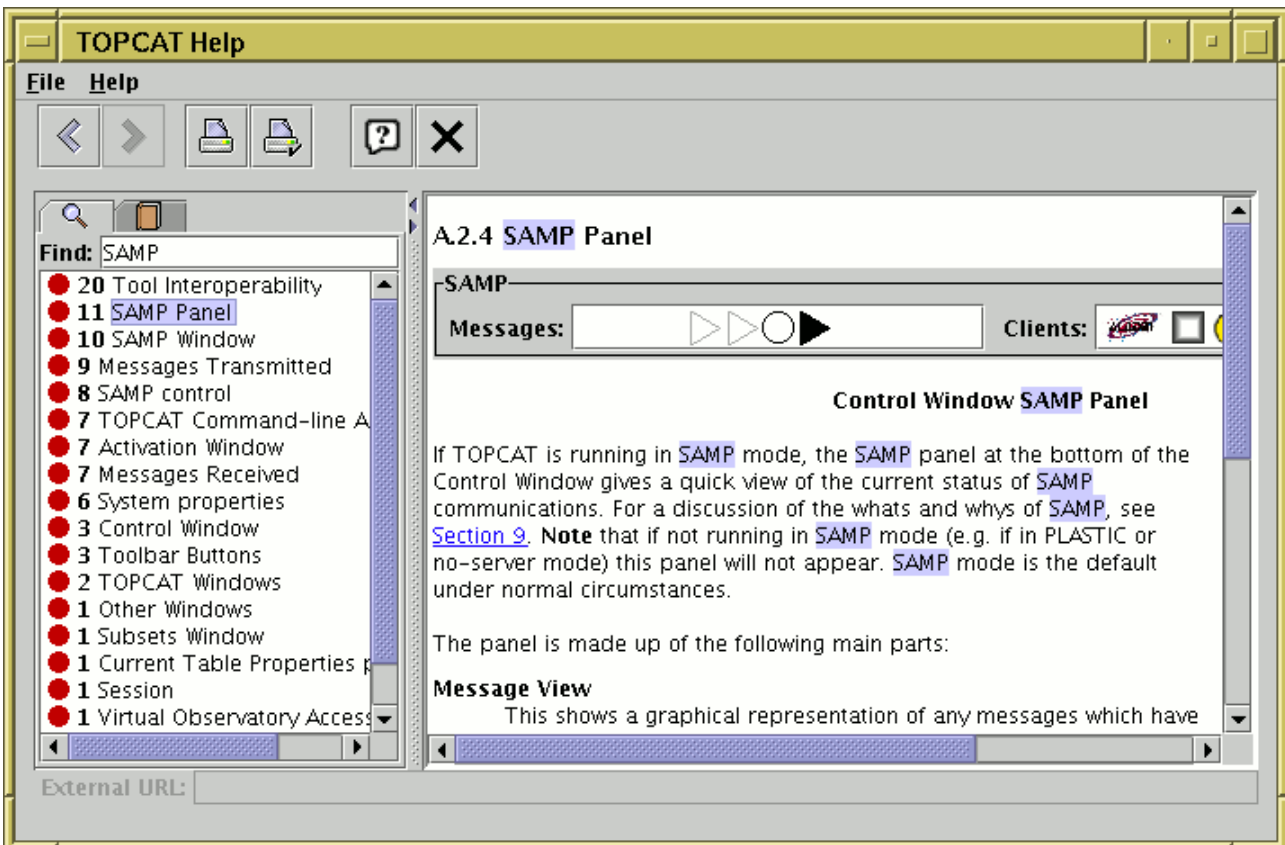 TOPCAT Help
File Help
Find: SAMP
20 Tool Interoperability
11 SAMP Panel
10 SAMP Window
9 Messages Transmitted
8 SAMP control
7 TOPCAT Command-line A
7 Activation Window
7 Messages Received
6 System properties
3 Control Window
3 Toolbar Buttons
2 TOPCAT Windows
1 Other Windows
1 Subsets Window
1 Current Table Properties p
1 Session
1 Virtual Observatory Access
A.2.4 SAMP Panel
SAMP
Messages:
Clients:
Control Window SAMP Panel
If TOPCAT is running in SAMP mode, the SAMP panel at the bottom of the
Control Window gives a quick view of the current status of SAMP
communications. For a discussion of the whats and whys of SAMP, see
Section 9. Note that if not running in SAMP mode (e.g. if in PLASTIC or
no-server mode) this panel will not appear. SAMP mode is the default
under normal circumstances.
The panel is made up of the following main parts:
Message View
This shows a graphical representation of any messages which have
External URL: